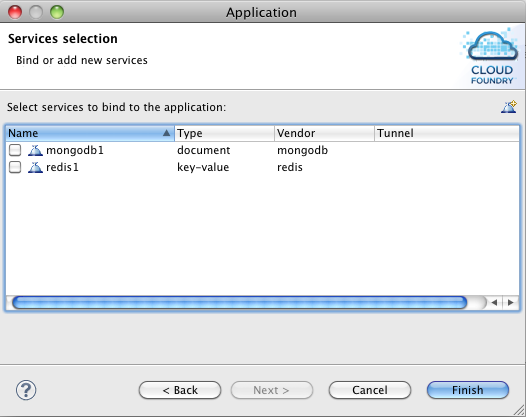 Application
Services selection
Bind or add new services
CLOUD
FOUNDRY
Select services to bind to the application:
Name Type Vendor Tunnel
mongodb1 document mongodb
redis1 key-value redis
?
< Back Next > Cancel Finish